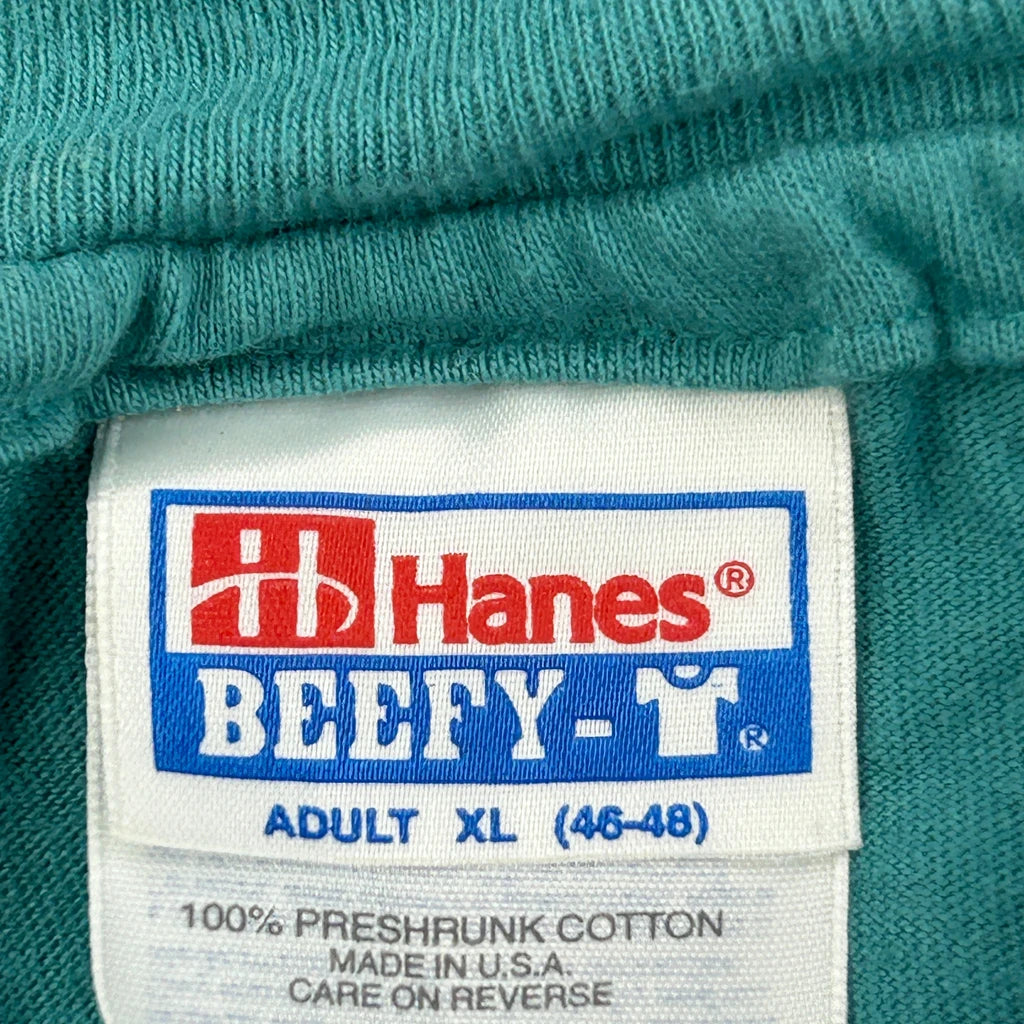 Hanes®
BEEFY-T®
ADULT XL (46-48)
100% PRESHRUNK COTTON
MADE IN U.S.A.
CARE ON REVERSE